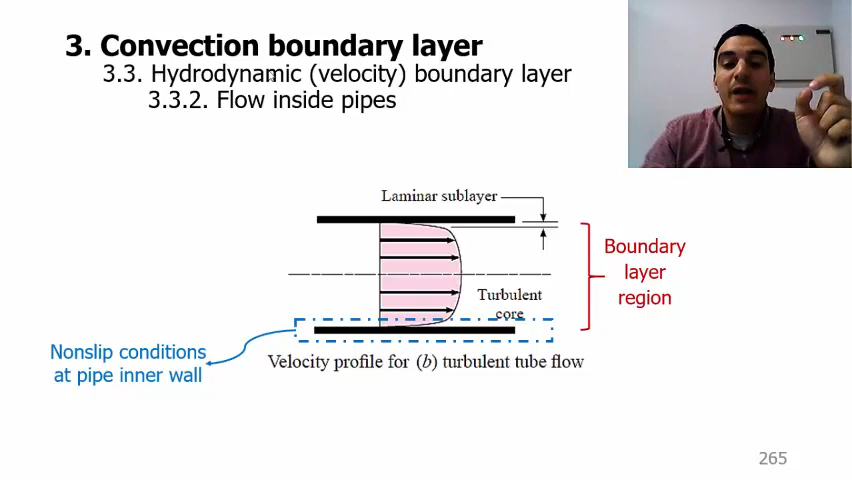 3. Convection boundary layer
3.3. Hydrodynamic (velocity) boundary layer
3.3.2. Flow inside pipes
Laminar sublayer
Boundary
layer
region
Turbulent
core
Nonslip conditions
at pipe inner wall
Velocity profile for (b) turbulent tube flow
265